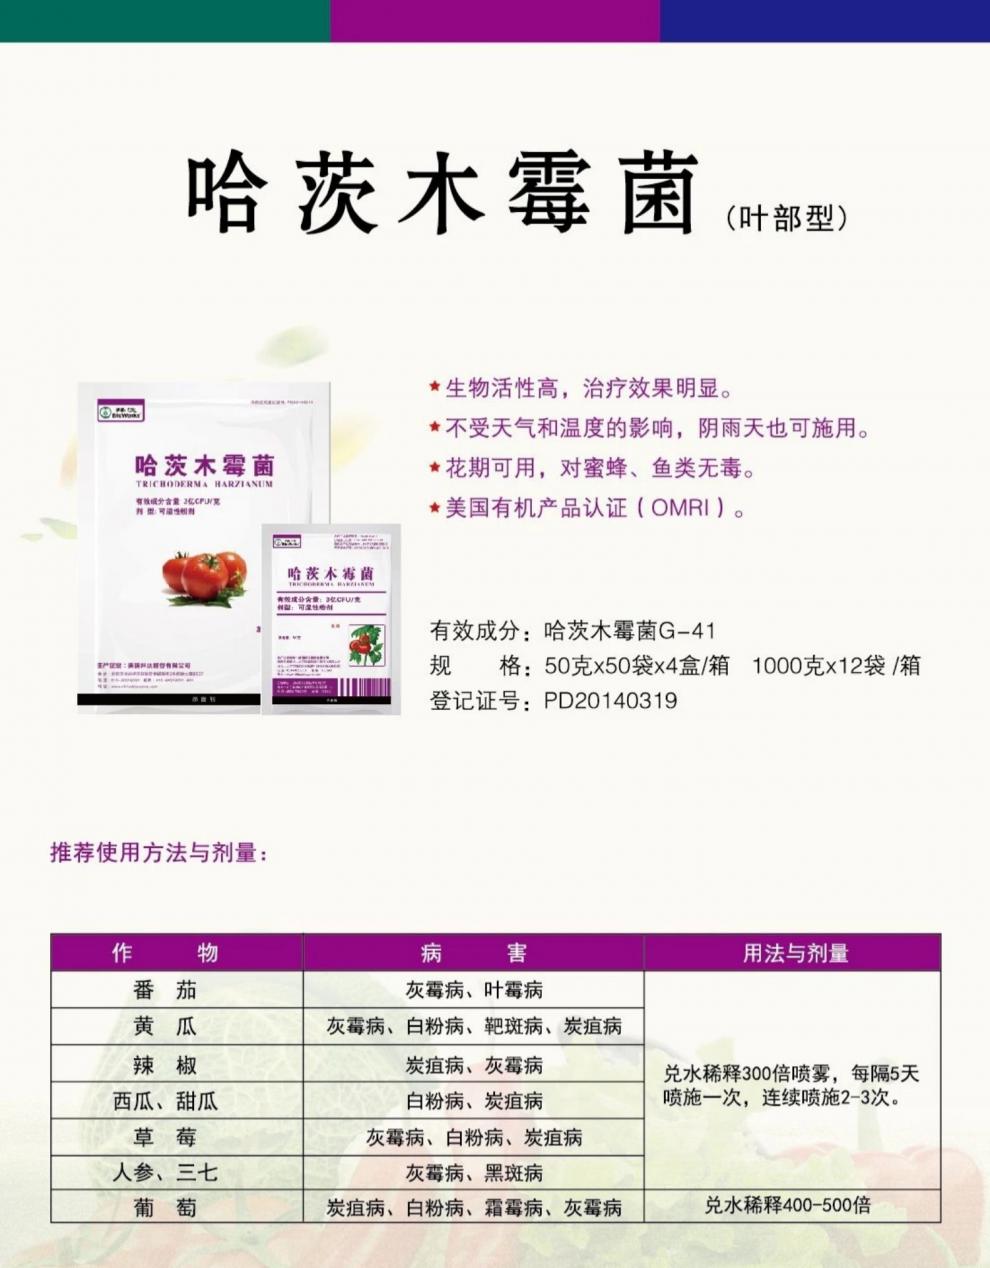 哈茨木霉菌（叶部型）
★生物活性高，治疗效果明显。
★不受天气和温度的影响，阴雨天也可施用。
★花期可用，对蜜蜂、鱼类无毒。
★美国有机产品认证（OMRI）。
BioWorks
哈茨木霉菌
TRICHODERMA HARZIANUM
有效成分含量 3亿CFU/克
剂 型：可湿性粉剂
杀菌剂
哈茨木霉菌
TRICHODERMA HARZIANUM
有效成分含量：3亿CFU/克
剂型：可湿性粉剂
有效成分：哈茨木霉菌G-41
规 格：50克x50袋x4盒/箱 1000克x12袋 /箱
登记证号：PD20140319
推荐使用方法与剂量：
作 物 病 害 用法与剂量
番 茄 灰霉病、叶霉病
黄 瓜 灰霉病、白粉病、靶斑病、炭疽病
辣 椒 炭疽病、灰霉病
西瓜、甜瓜 白粉病、炭疽病
草 莓 灰霉病、白粉病、炭疽病
人参、三七 灰霉病、黑斑病
兑水稀释300倍喷雾，每隔5天
喷施一次，连续喷施2-3次。
葡 萄 炭疽病、白粉病、霜霉病、灰霉病 兑水稀释400-500倍